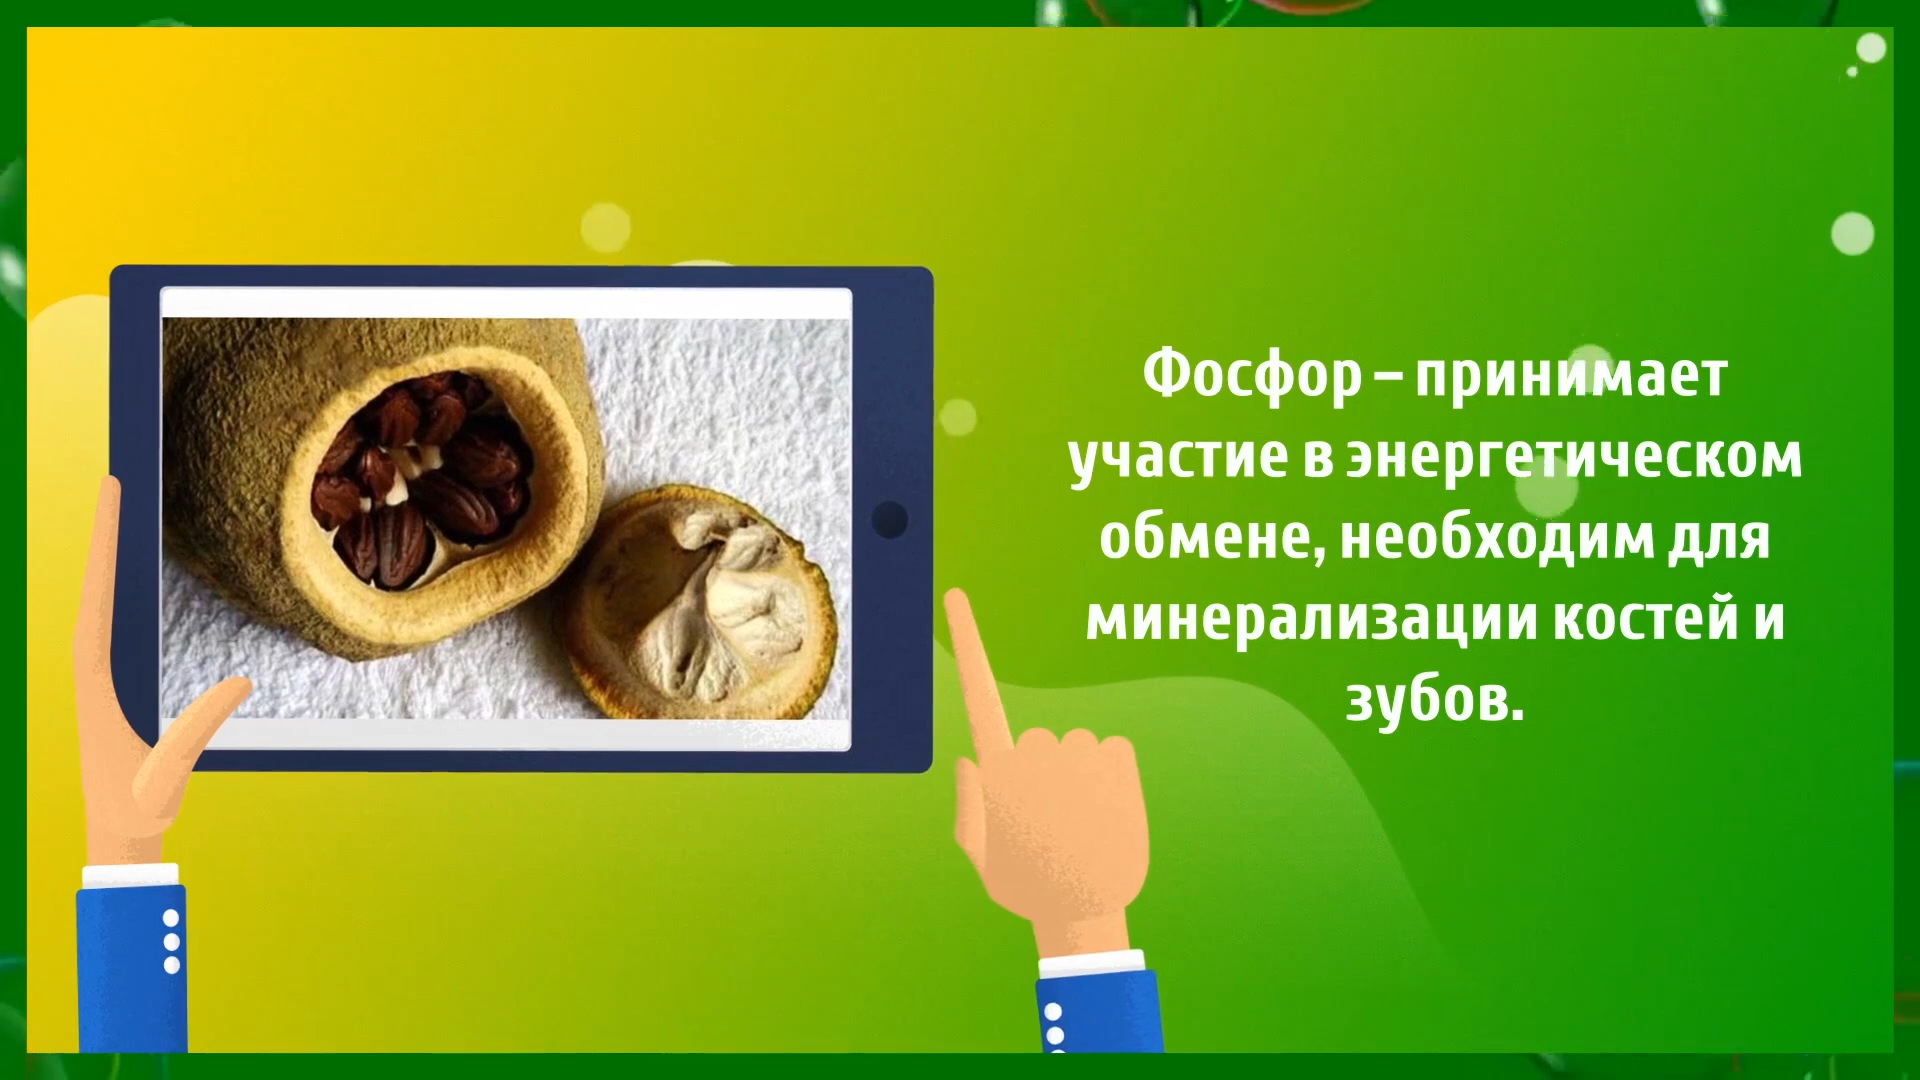 Фосфор – принимает
участие в энергетическом
обмене, необходим для
минерализации костей и
зубов.